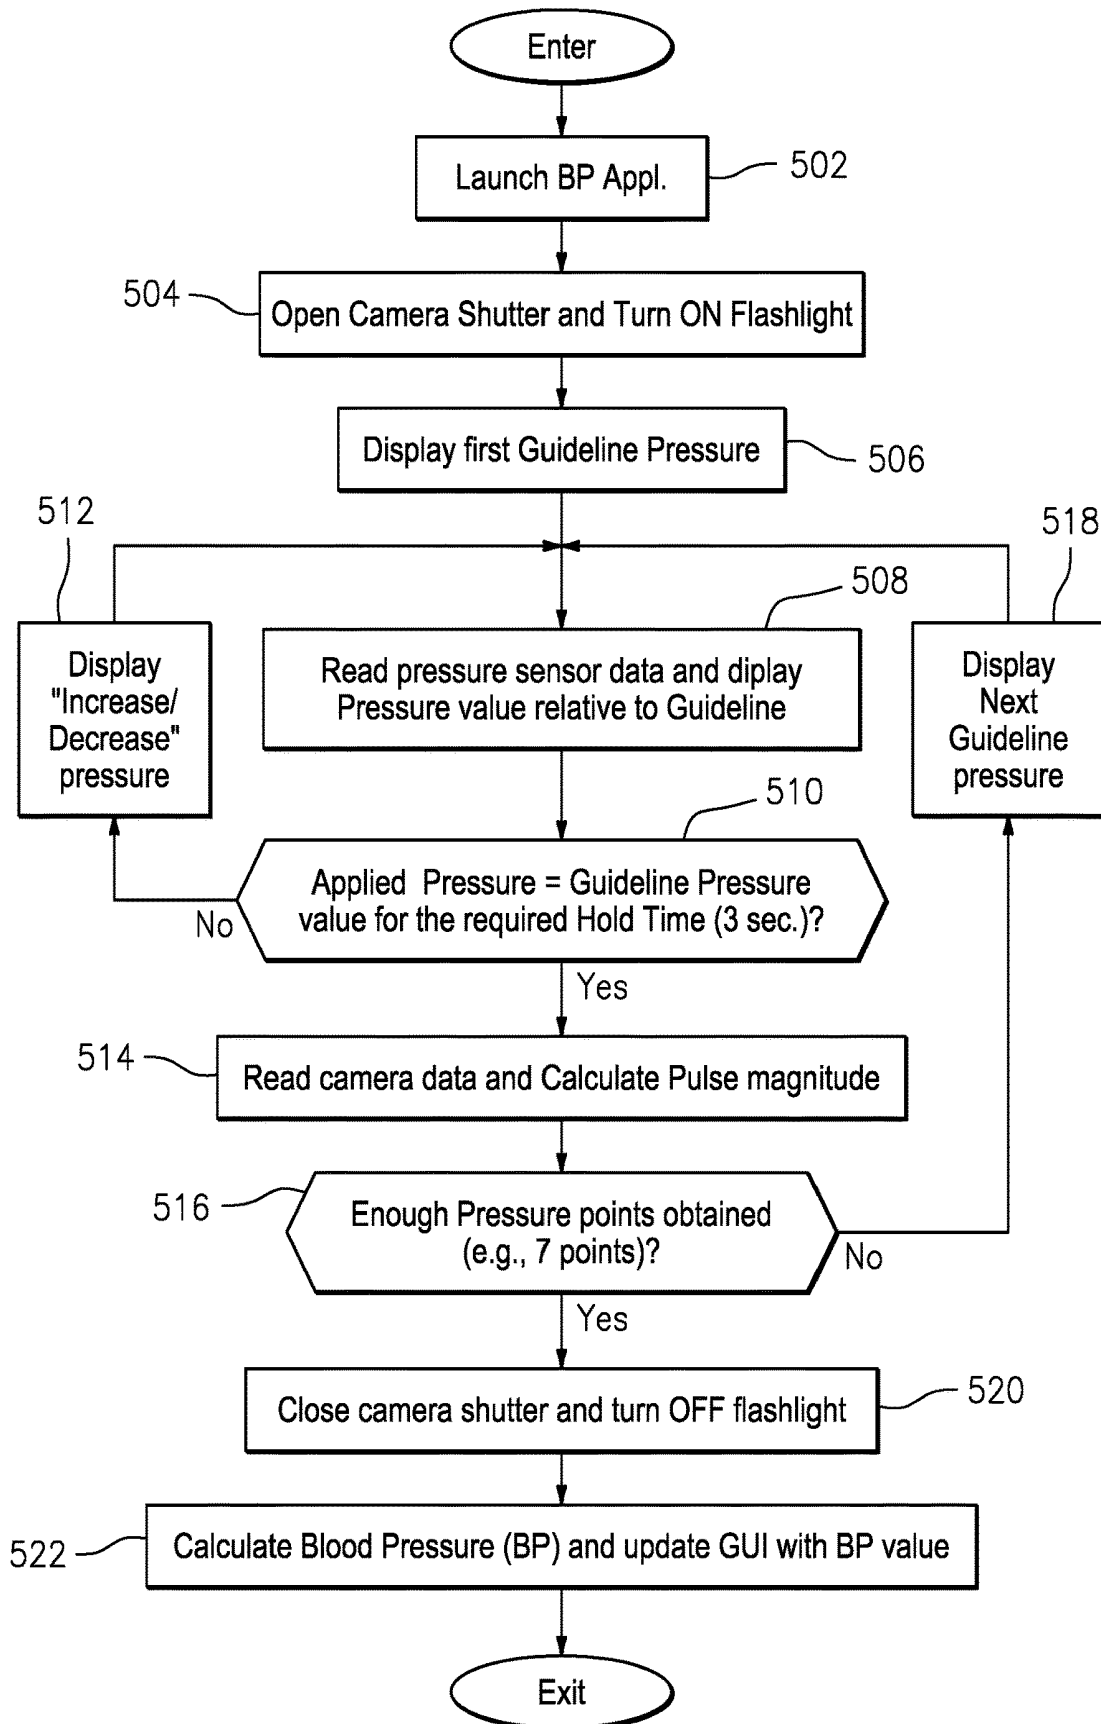 Enter
Launch BP Appl.
502
504
Open Camera Shutter and Turn ON Flashlight
Display first Guideline Pressure
506
512
518
508
Display
"Increase/
Decrease"
pressure
Read pressure sensor data and diplay
Pressure value relative to Guideline
Display
Next
Guideline
pressure
510
Applied Pressure = Guideline Pressure
value for the required Hold Time (3 sec.)?
No
Yes
514
Read camera data and Calculate Pulse magnitude
516
Enough Pressure points obtained
(e.g., 7 points)?
No
Yes
Close camera shutter and turn OFF flashlight
520
522
Calculate Blood Pressure (BP) and update GUI with BP value
Exit